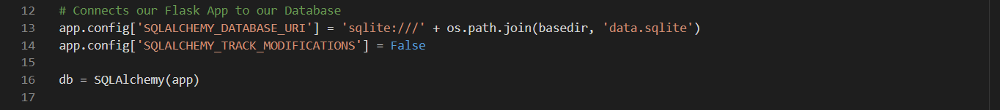 12 # Connects our Flask App to our Database
13 app.config['SQLALCHEMY_DATABASE_URI'] = 'sqlite:///' + os.path.join(basedir, 'data.sqlite')
14 app.config['SQLALCHEMY_TRACK_MODIFICATIONS'] = False
15
16 db = SQLAlchemy(app)
17